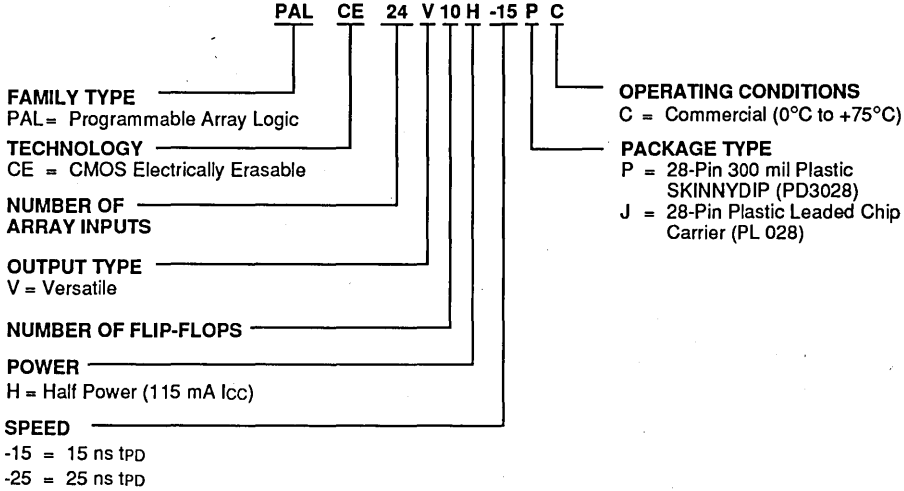 PAL CE 24 V 10 H -15 P C
FAMILY TYPE
PAL= Programmable Array Logic
TECHNOLOGY
CE = CMOS Electrically Erasable
NUMBER OF
ARRAY INPUTS
OUTPUT TYPE
V = Versatile
NUMBER OF FLIP-FLOPS
POWER
H = Half Power (115 mA ICC)
SPEED
-15 = 15 ns tPD
-25 = 25 ns tPD
OPERATING CONDITIONS
C = Commercial (0°C to +75°C)
PACKAGE TYPE
P = 28-Pin 300 mil Plastic
SKINNYDIP (PD3028)
J = 28-Pin Plastic Leaded Chip
Carrier (PL 028)